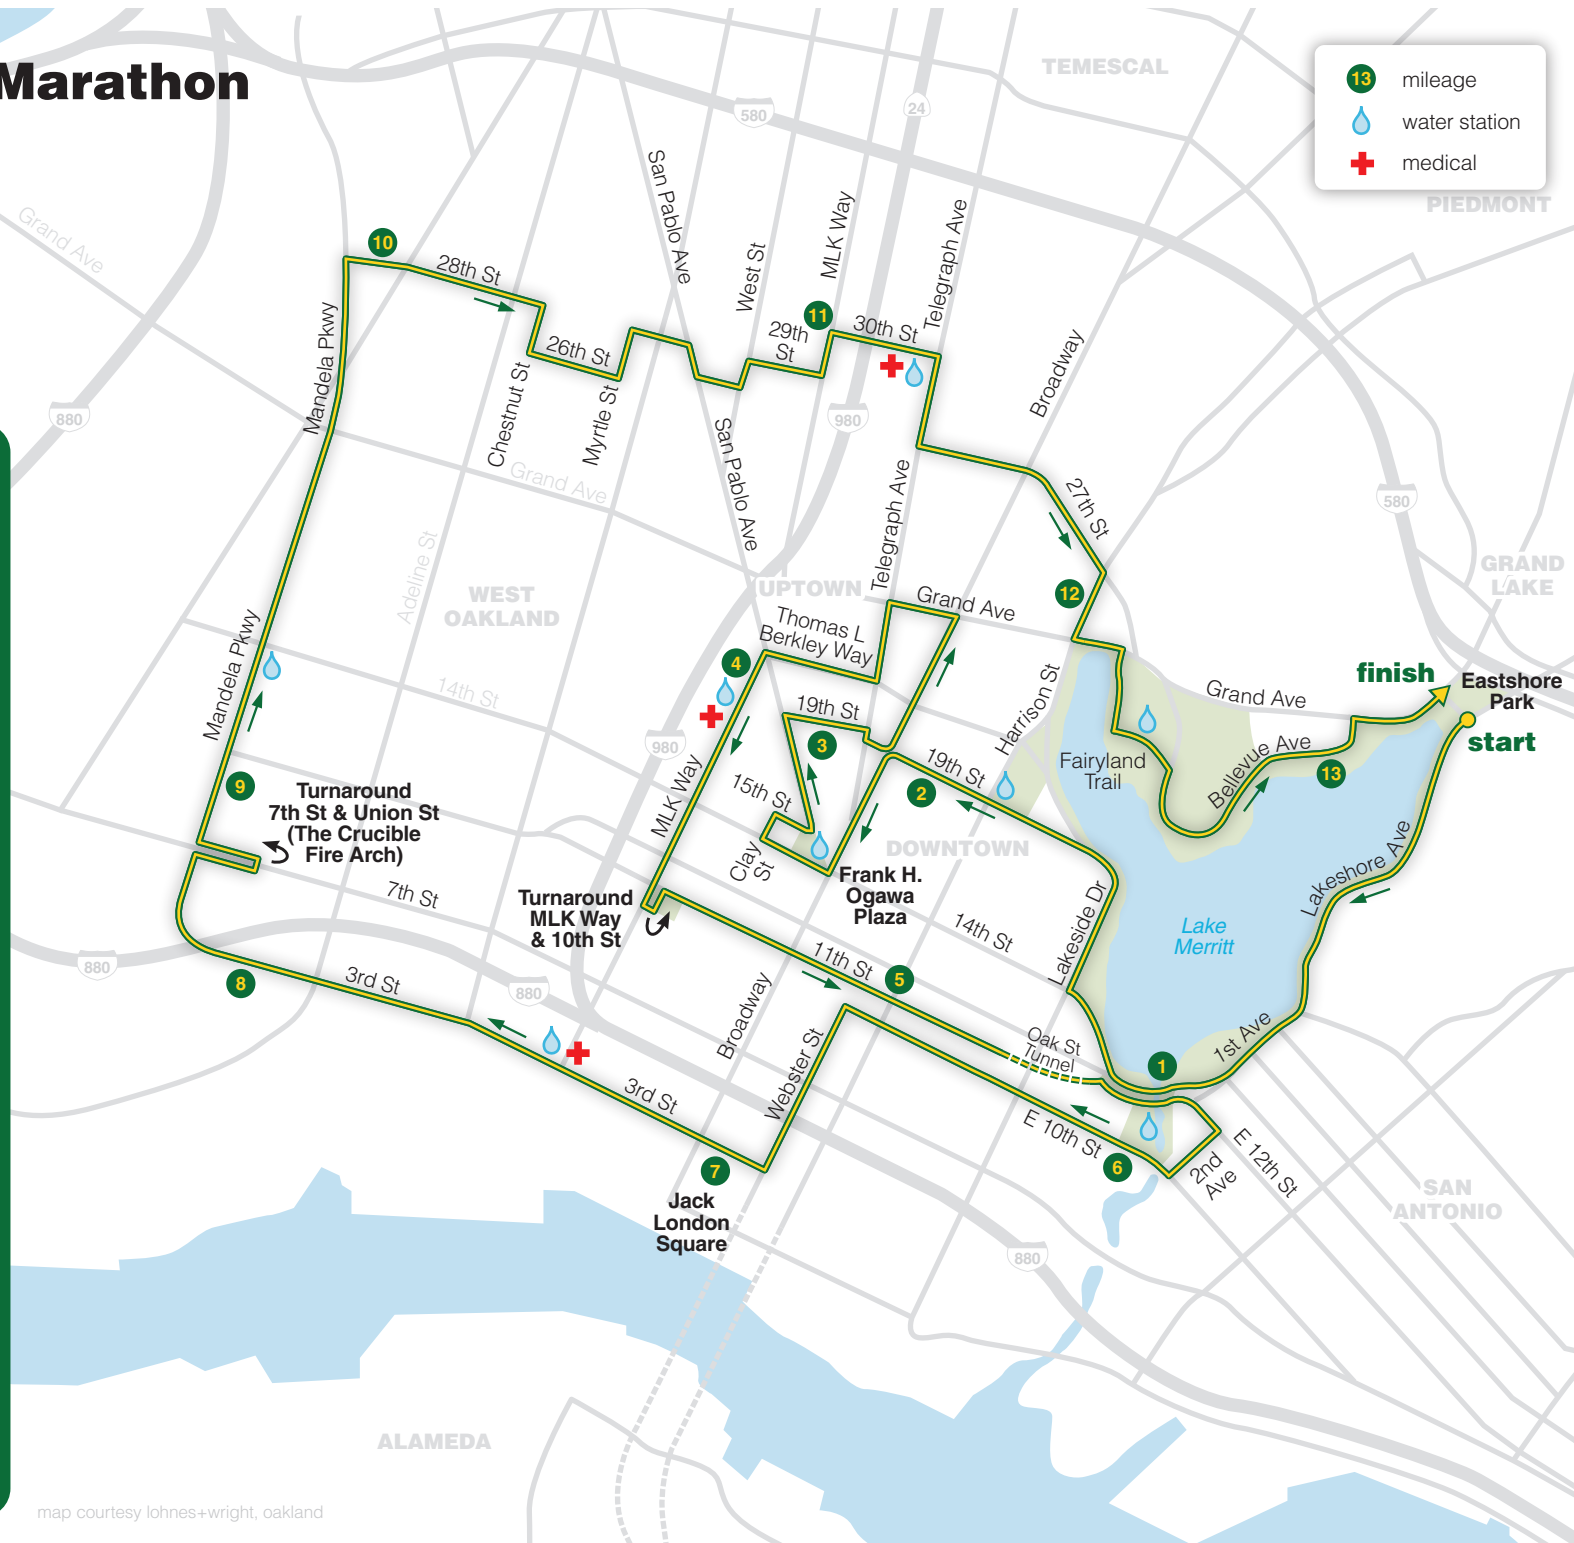 Marathon
13 mileage
water station
medical
TEMESCAL
PIEDMONT
580
24
Grand Ave
San Pablo Ave
West St
MLK Way
Telegraph Ave
10
28th St
11
30th St
29th
St
26th St
Mandela Pkwy
Chestnut St
Myrtle St
Broadway
880
980
Grand Ave
San Pablo Ave
Telegraph Ave
27th St
580
GRAND
LAKE
Adeline St
WEST
OAKLAND
UPTOWN
Grand Ave
12
Thomas L
Berkley Way
4
Mandela Pkwy
14th St
19th St
3
Harrison St
Grand Ave
finish
Eastshore
Park
start
980
MLK Way
15th St
19th St
2
Fairyland
Trail
Bellevue Ave
13
9
Turnaround
7th St & Union St
(The Crucible
Fire Arch)
Clay
St
DOWNTOWN
Lakeshore Ave
7th St
Turnaround
MLK Way
& 10th St
Frank H.
Ogawa
Plaza
14th St
Lakeside Dr
Lake
Merritt
880
8
3rd St
880
11th St
5
Broadway
Webster St
Oak St
Tunnel
1
1st Ave
3rd St
E 10th St
6
2nd
Ave
E 12th St
7
Jack
London
Square
SAN
ANTONIO
880
ALAMEDA
map courtesy lohnes+wright, oakland